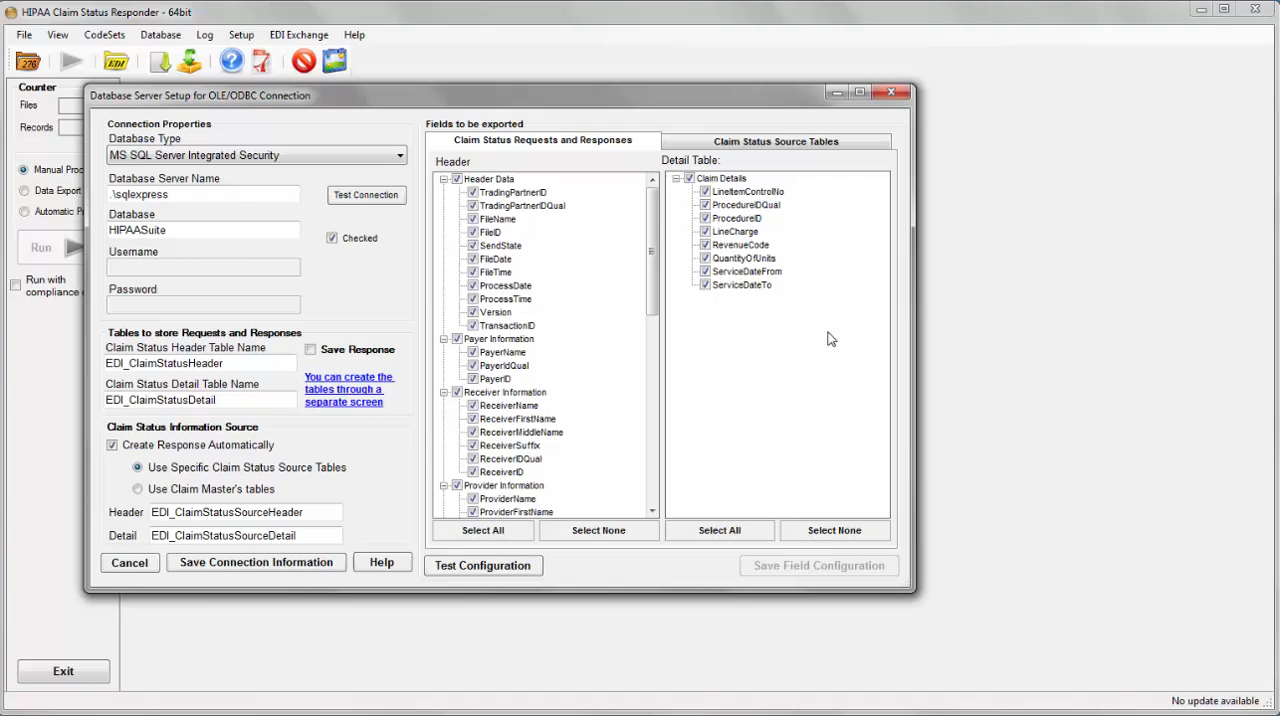 HIPAA Claim Status Responder - 64bit
File View CodeSets Database Log Setup EDI Exchange Help
276 EDI
Counter
Files
Records
Manual Proc
Data Export
Automatic P
Run
Run with
compliance
Exit
No update available
Database Server Setup for OLE/ODBC Connection
Connection Properties
Database Type
MS SQL Server Integrated Security
Database Server Name
.\sqlexpress
Test Connection
Database
HIPAASuite
Checked
Username
Password
Tables to store Requests and Responses
Claim Status Header Table Name
Save Response
EDI_ClaimStatusHeader
Claim Status Detail Table Name
EDI_ClaimStatusDetail
You can create the
tables through a
separate screen
Claim Status Information Source
Create Response Automatically
Use Specific Claim Status Source Tables
Use Claim Master's tables
Header EDI_ClaimStatusSourceHeader
Detail EDI_ClaimStatusSourceDetail
Cancel Save Connection Information Help
Fields to be exported
Claim Status Requests and Responses Claim Status Source Tables
Header
Header Data
TradingPartnerID
TradingPartnerIDQual
FileName
FileID
SendState
FileDate
FileTime
ProcessDate
ProcessTime
Version
TransactionID
Payer Information
PayerName
PayerIdQual
PayerID
Receiver Information
ReceiverName
ReceiverFirstName
ReceiverMiddleName
ReceiverSuffix
ReceiverIDQual
ReceiverID
Provider Information
ProviderName
ProviderFirstName
Select All Select None
Detail Table:
Claim Details
LineItemControlNo
ProcedureIDQual
ProcedureID
LineCharge
RevenueCode
QuantityOfUnits
ServiceDateFrom
ServiceDateTo
Select All Select None
Test Configuration Save Field Configuration